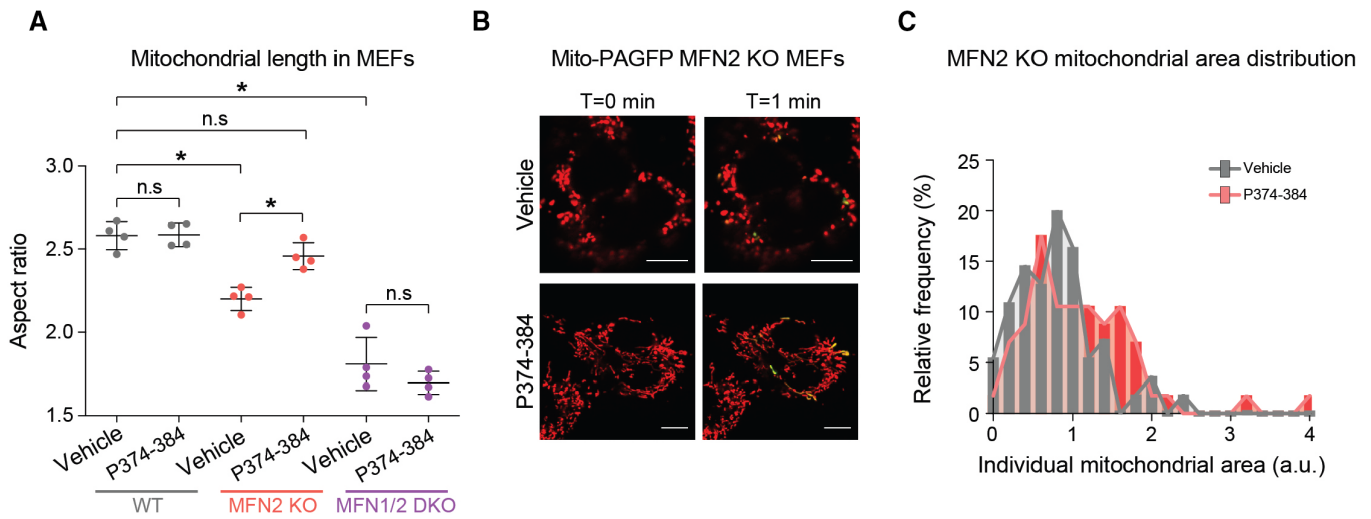 A
Mitochondrial length in MEFs
*
n.s
*
n.s
*
n.s
3.0
2.5
2.0
1.5
Aspect ratio
Vehicle
P374-384
Vehicle
P374-384
Vehicle
P374-384
WT
MFN2 KO
MFN1/2 DKO
B
Mito-PAGFP MFN2 KO MEFs
T=0 min
T=1 min
Vehicle
P374-384
C
MFN2 KO mitochondrial area distribution
Vehicle
P374-384
25
20
15
10
5
0
Relative frequency (%)
0
1
2
3
4
Individual mitochondrial area (a.u.)